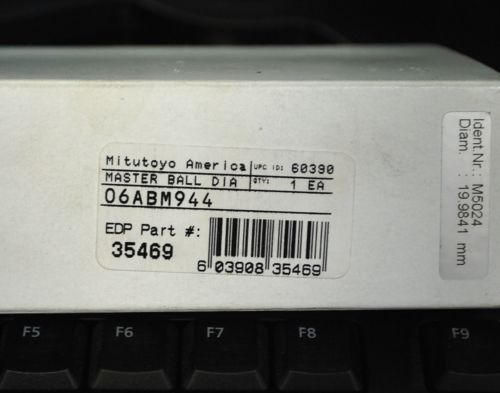 Mitutoyo America UPC ID: 60390
MASTER BALL DIA QTY: 1 EA
06ABM944
EDP Part #:
35469
6 03908 35469
Ident.Nr.: M5024
Diam. : 19.9841 mm
F5 F6 F7 F8 F9